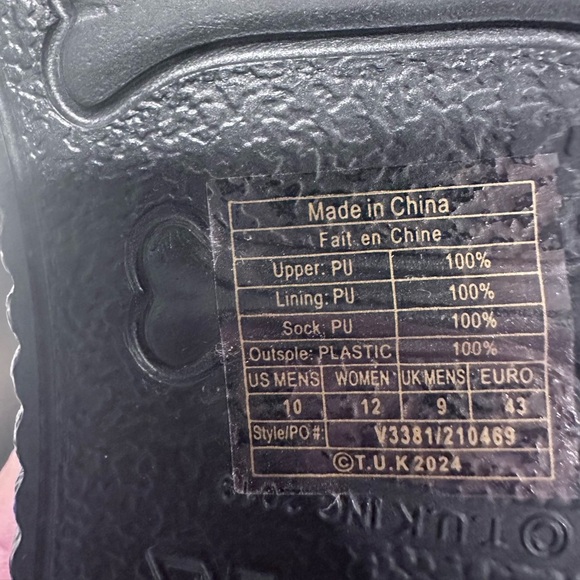 Made in China
Fait en Chine
Upper: PU 100%
Lining: PU 100%
Sock: PU 100%
Outsole: PLASTIC 100%
US MENS WOMEN UK MENS EURO
10 12 9 43
Style/PO#: V3381/210469
©T.U.K 2024
©T.U.K INC